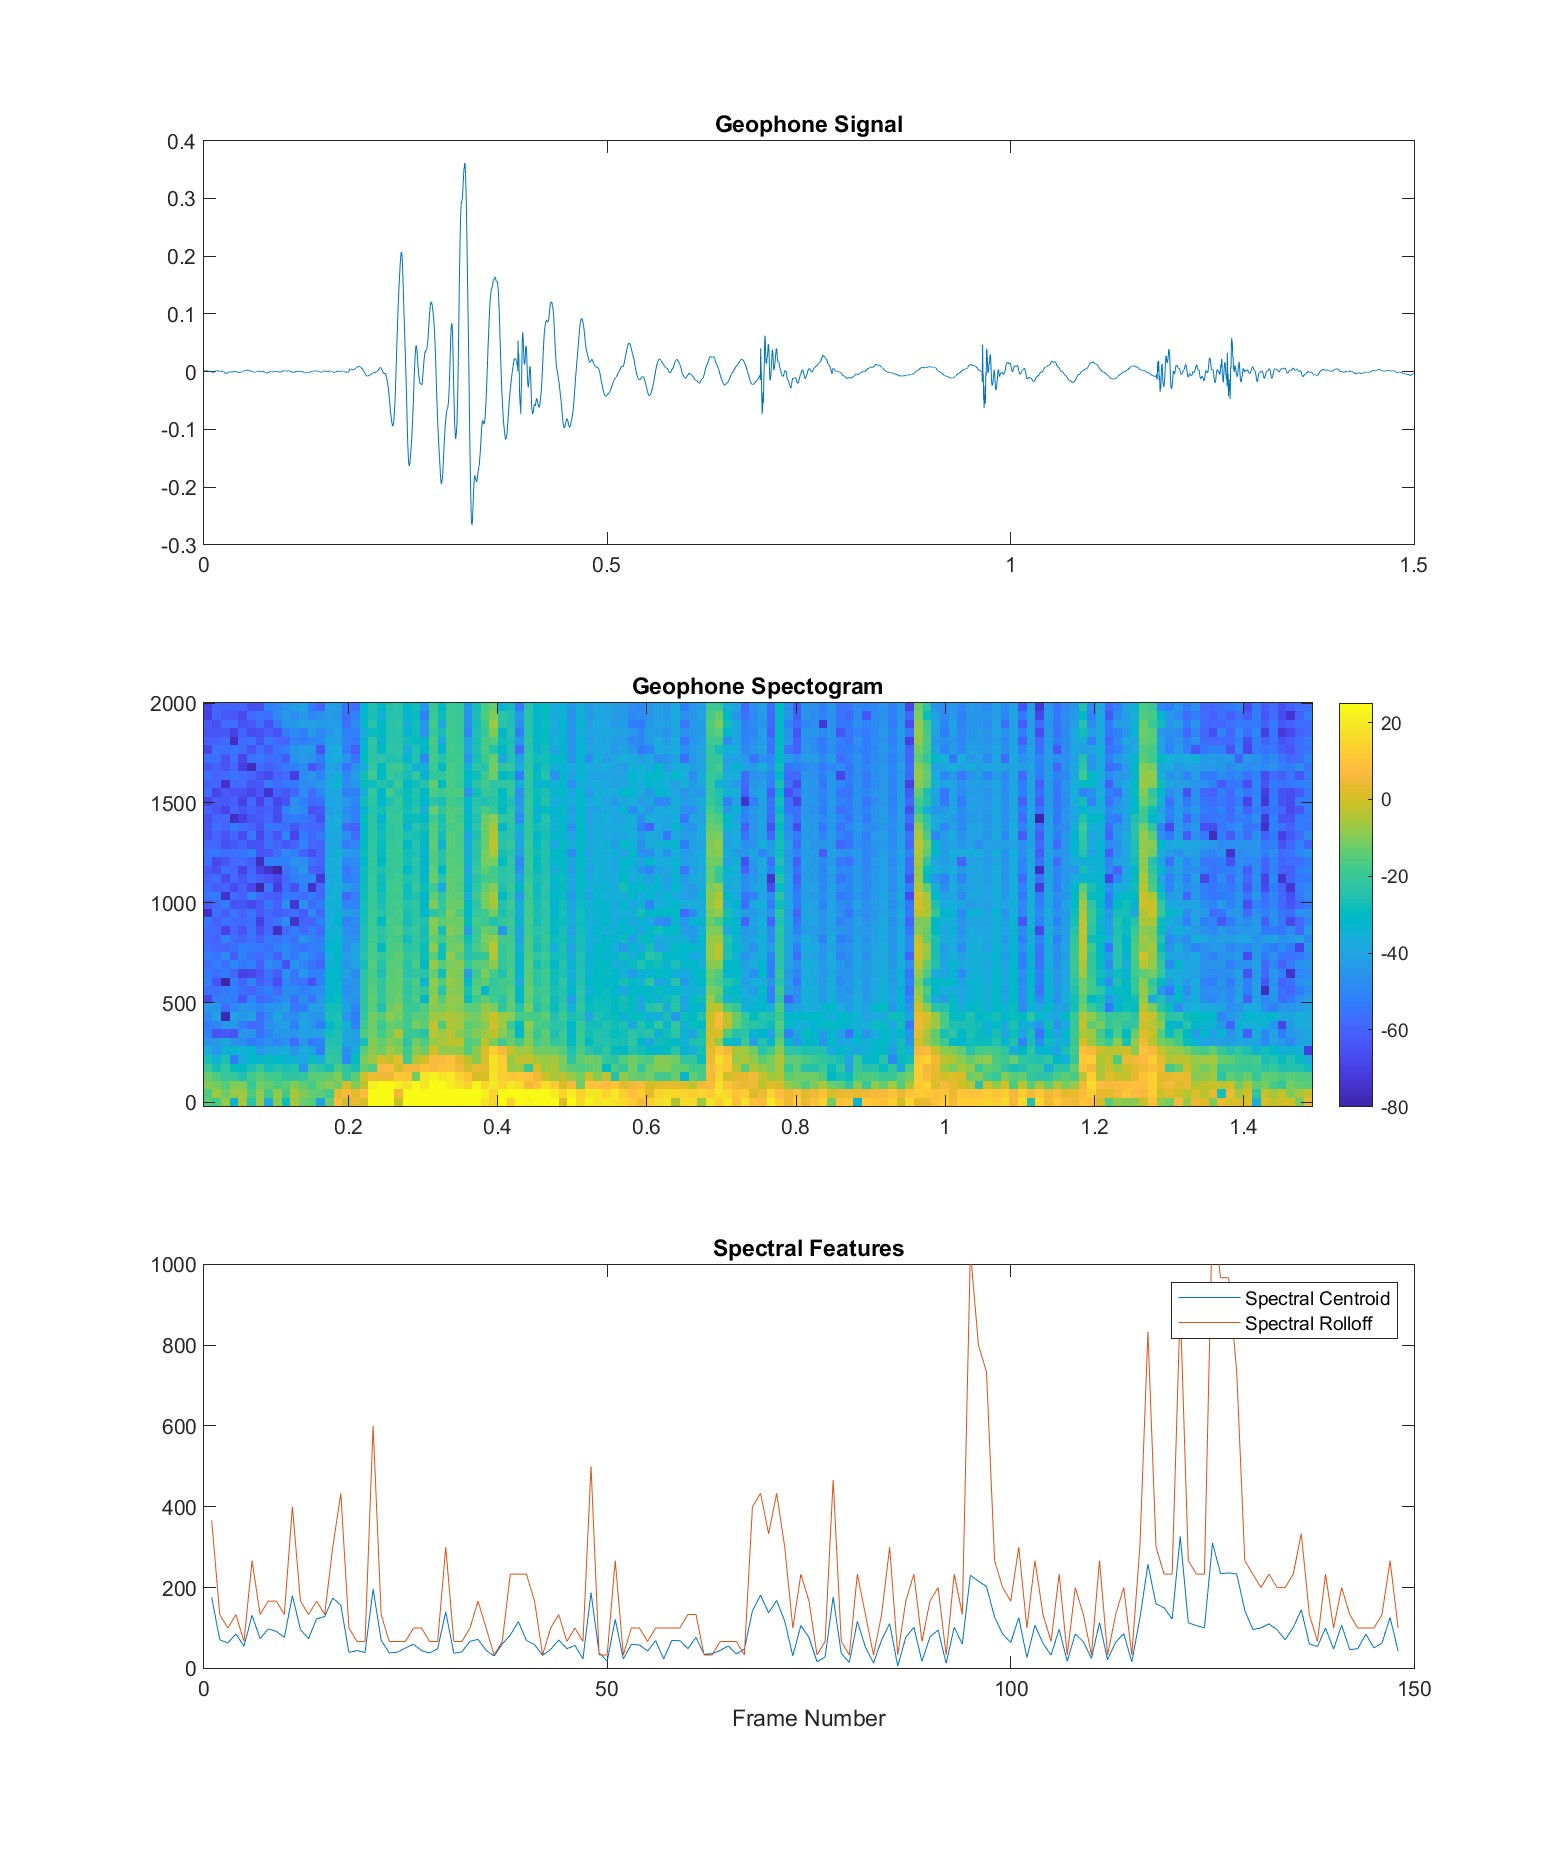 Geophone Signal
0.4
0.3
0.2
0.1
0
-0.1
-0.2
-0.3
0 0.5 1 1.5
Geophone Spectogram
2000
1500
1000
500
0
20
0
-20
-40
-60
-80
0.2 0.4 0.6 0.8 1 1.2 1.4
Spectral Features
1000
800
600
400
200
0
Spectral Centroid
Spectral Rolloff
0 50 100 150
Frame Number